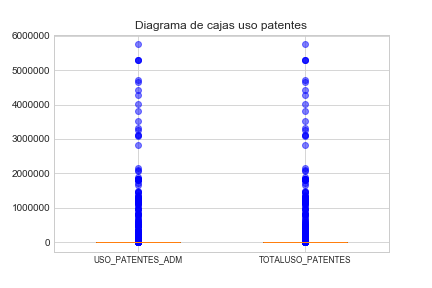 Diagrama de cajas uso patentes
6000000
5000000
4000000
3000000
2000000
1000000
0
USO_PATENTES_ADM
TOTALUSO_PATENTES